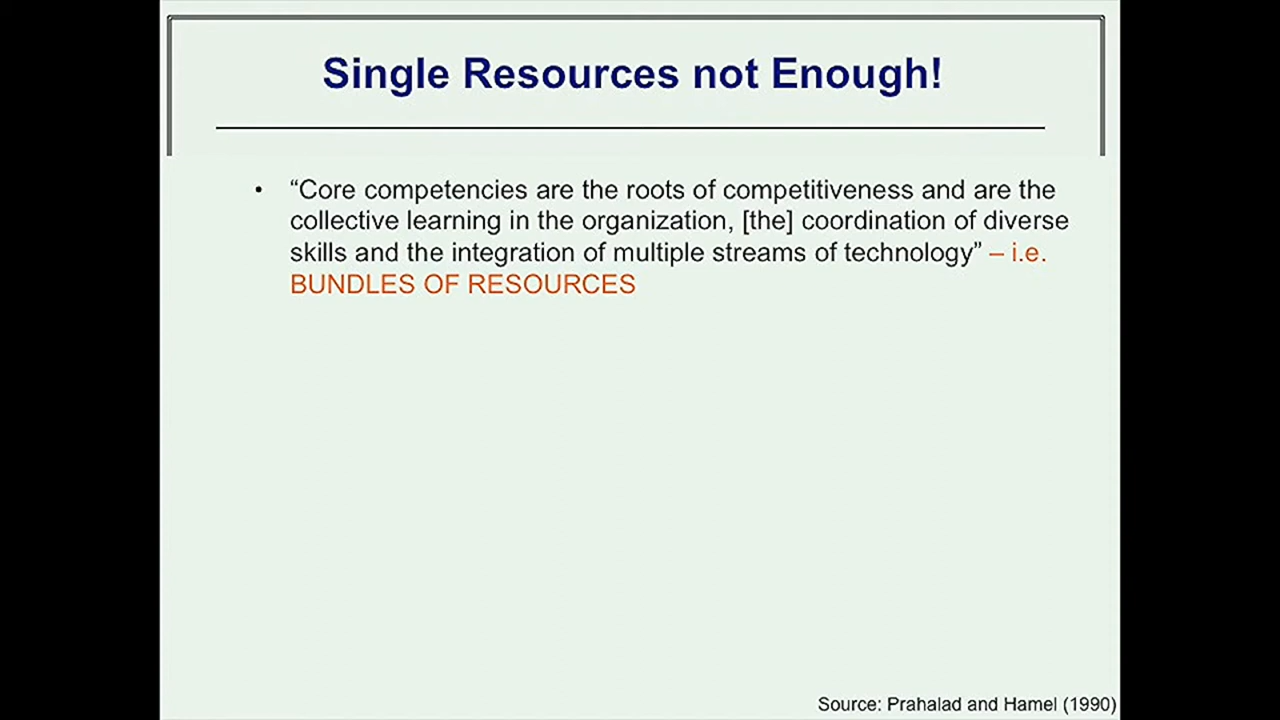 Single Resources not Enough!
• “Core competencies are the roots of competitiveness and are the
collective learning in the organization, [the] coordination of diverse
skills and the integration of multiple streams of technology” – i.e.
BUNDLES OF RESOURCES
Source: Prahalad and Hamel (1990)